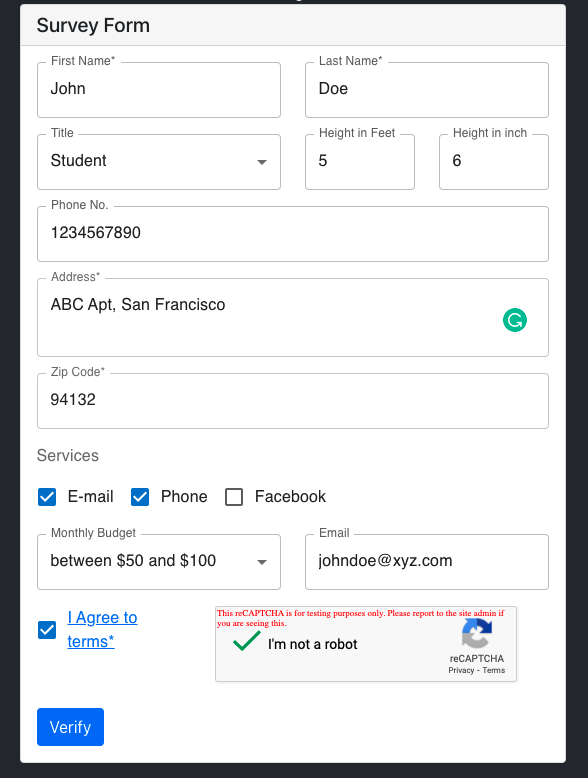 Survey Form
First Name*
John
Last Name*
Doe
Title
Student
Height in Feet
5
Height in inch
6
Phone No.
1234567890
Address*
ABC Apt, San Francisco
Zip Code*
94132
Services
E-mail
Phone
Facebook
Monthly Budget
between $50 and $100
Email
johndoe@xyz.com
I Agree to
terms*
This reCAPTCHA is for testing purposes only. Please report to the site admin if
you are seeing this.
I'm not a robot
reCAPTCHA
Privacy - Terms
Verify